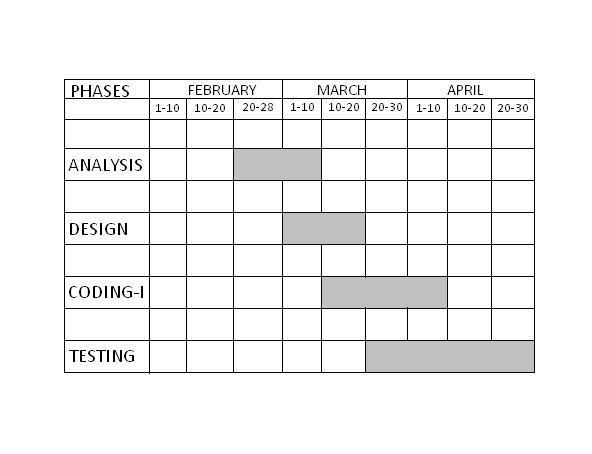 PHASES FEBRUARY MARCH APRIL
1-10 10-20 20-28 1-10 10-20 20-30 1-10 10-20 20-30
ANALYSIS
DESIGN
CODING-I
TESTING